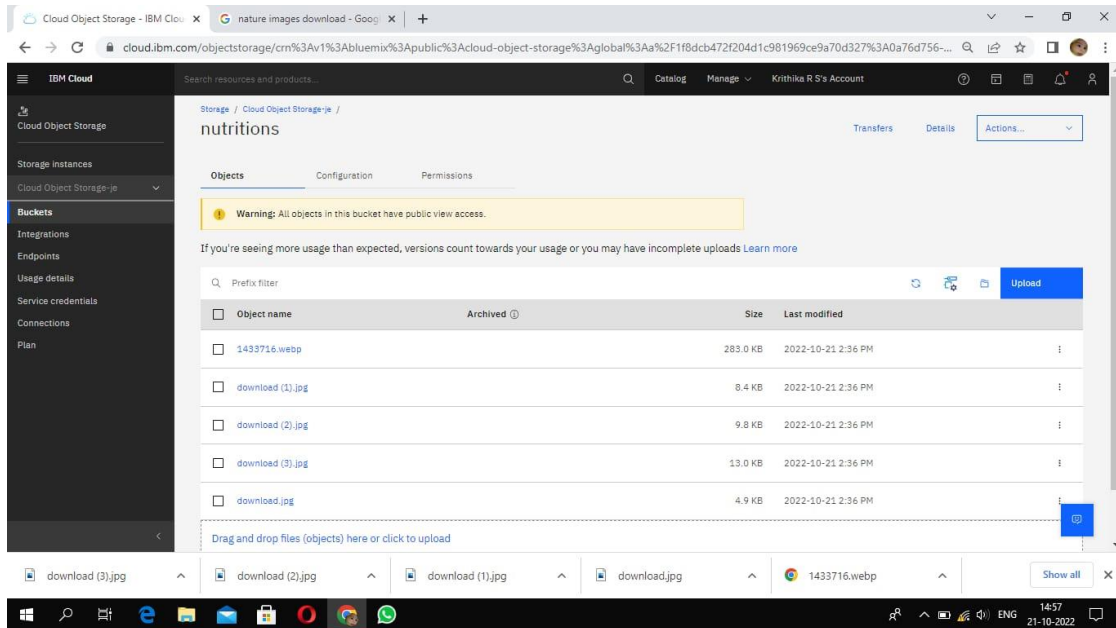 Cloud Object Storage - IBM Clou
nature images download - Goog
cloud.ibm.com/objectstorage/crn%3Av1%3Abluemix%3Apublic%3Acloud-object-storage%3Aglobal%3Aa%2F1f8dcb472f204d1c981969ce9a70d327%3A0a76d756-...
IBM Cloud
Search resources and products...
Catalog Manage Krithika R S's Account
Cloud Object Storage
Storage instances
Cloud Object Storage-je
Buckets
Integrations
Endpoints
Usage details
Service credentials
Connections
Plan
Storage / Cloud Object Storage-je /
nutritions
Transfers Details Actions...
Objects Configuration Permissions
Warning: All objects in this bucket have public view access.
If you're seeing more usage than expected, versions count towards your usage or you may have incomplete uploads Learn more
Prefix filter Upload
Object name Archived Size Last modified
1433716.webp 283.0 KB 2022-10-21 2:36 PM
download (1).jpg 8.4 KB 2022-10-21 2:36 PM
download (2).jpg 9.8 KB 2022-10-21 2:36 PM
download (3).jpg 13.0 KB 2022-10-21 2:36 PM
download.jpg 4.9 KB 2022-10-21 2:36 PM
Drag and drop files (objects) here or click to upload
download (3).jpg download (2).jpg download (1).jpg download.jpg 1433716.webp Show all
ENG 14:57
21-10-2022